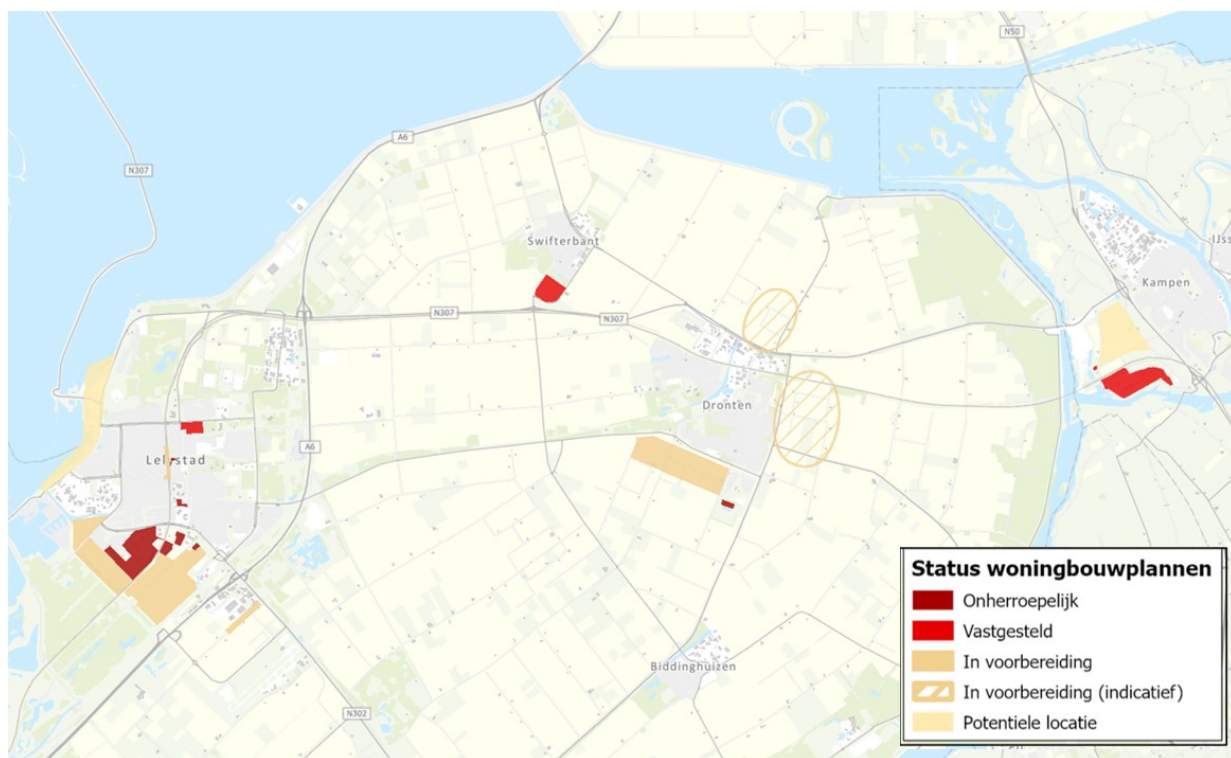 N50
A6
N307
Swifterbant
IJss
Kampen
N307
N307
Dronten
A6
Lelystad
Status woningbouwplannen
Onherroepelijk
Vastgesteld
In voorbereiding
In voorbereiding (indicatief)
Potentiele locatie
Biddinghuizen
N302